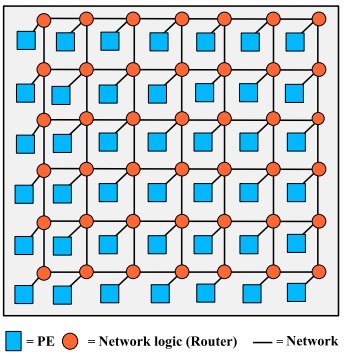 = PE = Network logic (Router) = Network